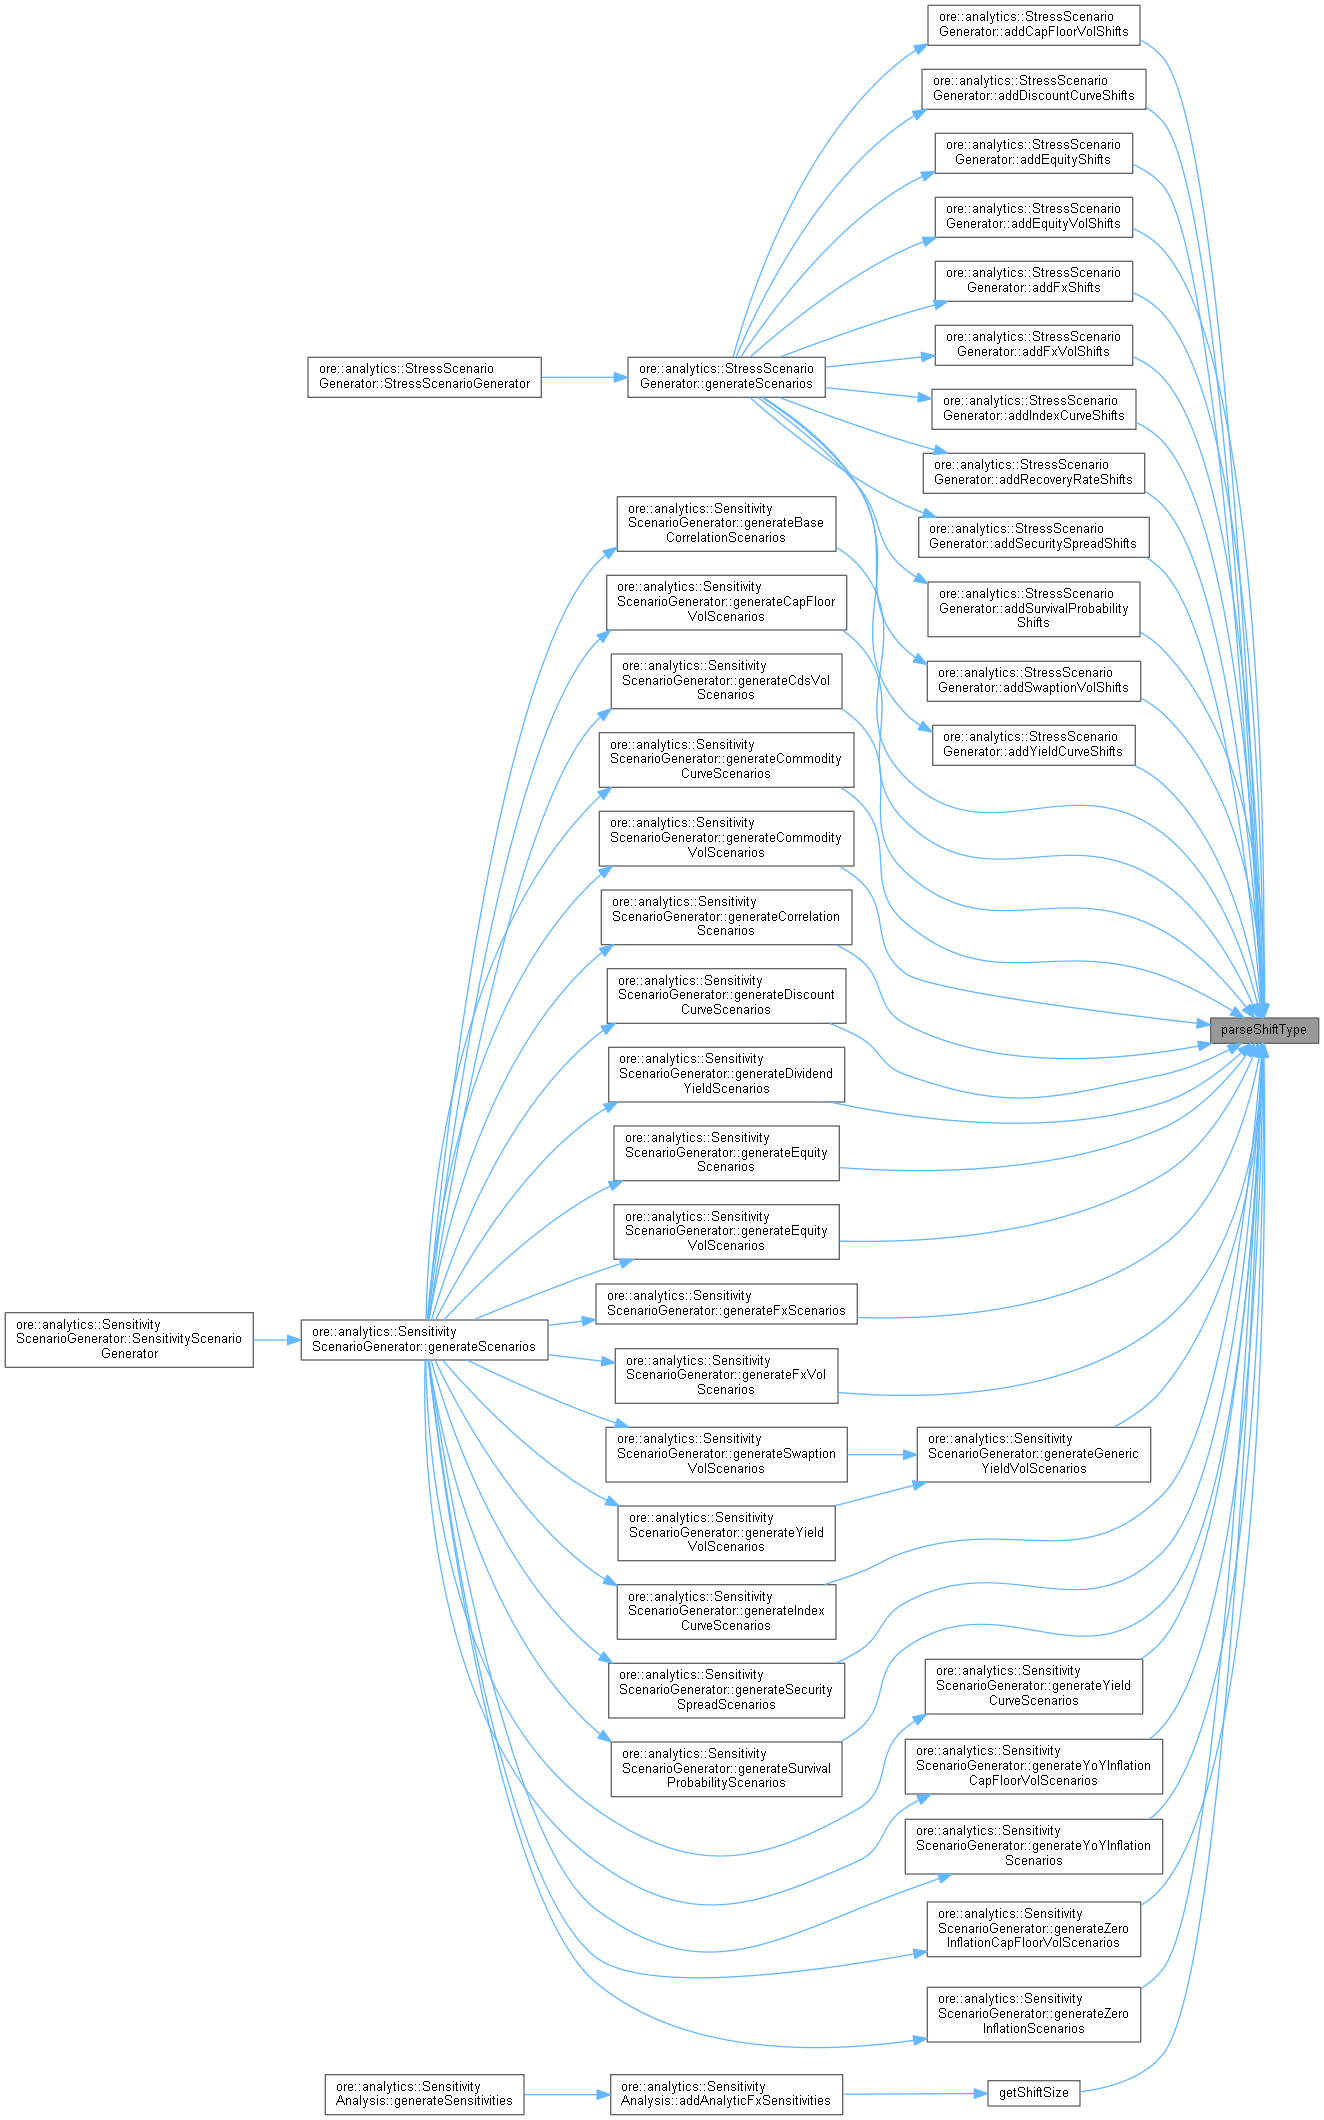 ore::analytics::StressScenario
Generator::addCapFloorVolShifts
ore::analytics::StressScenario
Generator::addDiscountCurveShifts
ore::analytics::StressScenario
Generator::addEquityShifts
ore::analytics::StressScenario
Generator::addEquityVolShifts
ore::analytics::StressScenario
Generator::addFxShifts
ore::analytics::StressScenario
Generator::addFxVolShifts
ore::analytics::StressScenario
Generator::StressScenarioGenerator
ore::analytics::StressScenario
Generator::generateScenarios
ore::analytics::StressScenario
Generator::addIndexCurveShifts
ore::analytics::StressScenario
Generator::addRecoveryRateShifts
ore::analytics::StressScenario
Generator::addSecuritySpreadShifts
ore::analytics::StressScenario
Generator::addSurvivalProbability
Shifts
ore::analytics::StressScenario
Generator::addSwaptionVolShifts
ore::analytics::StressScenario
Generator::addYieldCurveShifts
ore::analytics::Sensitivity
ScenarioGenerator::generateBase
CorrelationScenarios
ore::analytics::Sensitivity
ScenarioGenerator::generateCapFloor
VolScenarios
ore::analytics::Sensitivity
ScenarioGenerator::generateCdsVol
Scenarios
ore::analytics::Sensitivity
ScenarioGenerator::generateCommodity
CurveScenarios
ore::analytics::Sensitivity
ScenarioGenerator::generateCommodity
VolScenarios
ore::analytics::Sensitivity
ScenarioGenerator::generateCorrelation
Scenarios
ore::analytics::Sensitivity
ScenarioGenerator::generateDiscount
CurveScenarios
parseShiftType
ore::analytics::Sensitivity
ScenarioGenerator::generateDividend
YieldScenarios
ore::analytics::Sensitivity
ScenarioGenerator::generateEquity
Scenarios
ore::analytics::Sensitivity
ScenarioGenerator::generateEquity
VolScenarios
ore::analytics::Sensitivity
ScenarioGenerator::generateFxScenarios
ore::analytics::Sensitivity
ScenarioGenerator::SensitivityScenario
Generator
ore::analytics::Sensitivity
ScenarioGenerator::generateScenarios
ore::analytics::Sensitivity
ScenarioGenerator::generateFxVol
Scenarios
ore::analytics::Sensitivity
ScenarioGenerator::generateSwaption
VolScenarios
ore::analytics::Sensitivity
ScenarioGenerator::generateGeneric
YieldVolScenarios
ore::analytics::Sensitivity
ScenarioGenerator::generateYield
VolScenarios
ore::analytics::Sensitivity
ScenarioGenerator::generateIndex
CurveScenarios
ore::analytics::Sensitivity
ScenarioGenerator::generateSecurity
SpreadScenarios
ore::analytics::Sensitivity
ScenarioGenerator::generateYield
CurveScenarios
ore::analytics::Sensitivity
ScenarioGenerator::generateSurvival
ProbabilityScenarios
ore::analytics::Sensitivity
ScenarioGenerator::generateYoYInflation
CapFloorVolScenarios
ore::analytics::Sensitivity
ScenarioGenerator::generateYoYInflation
Scenarios
ore::analytics::Sensitivity
ScenarioGenerator::generateZero
InflationCapFloorVolScenarios
ore::analytics::Sensitivity
ScenarioGenerator::generateZero
InflationScenarios
ore::analytics::Sensitivity
Analysis::generateSensitivities
ore::analytics::Sensitivity
Analysis::addAnalyticFxSensitivities
getShiftSize